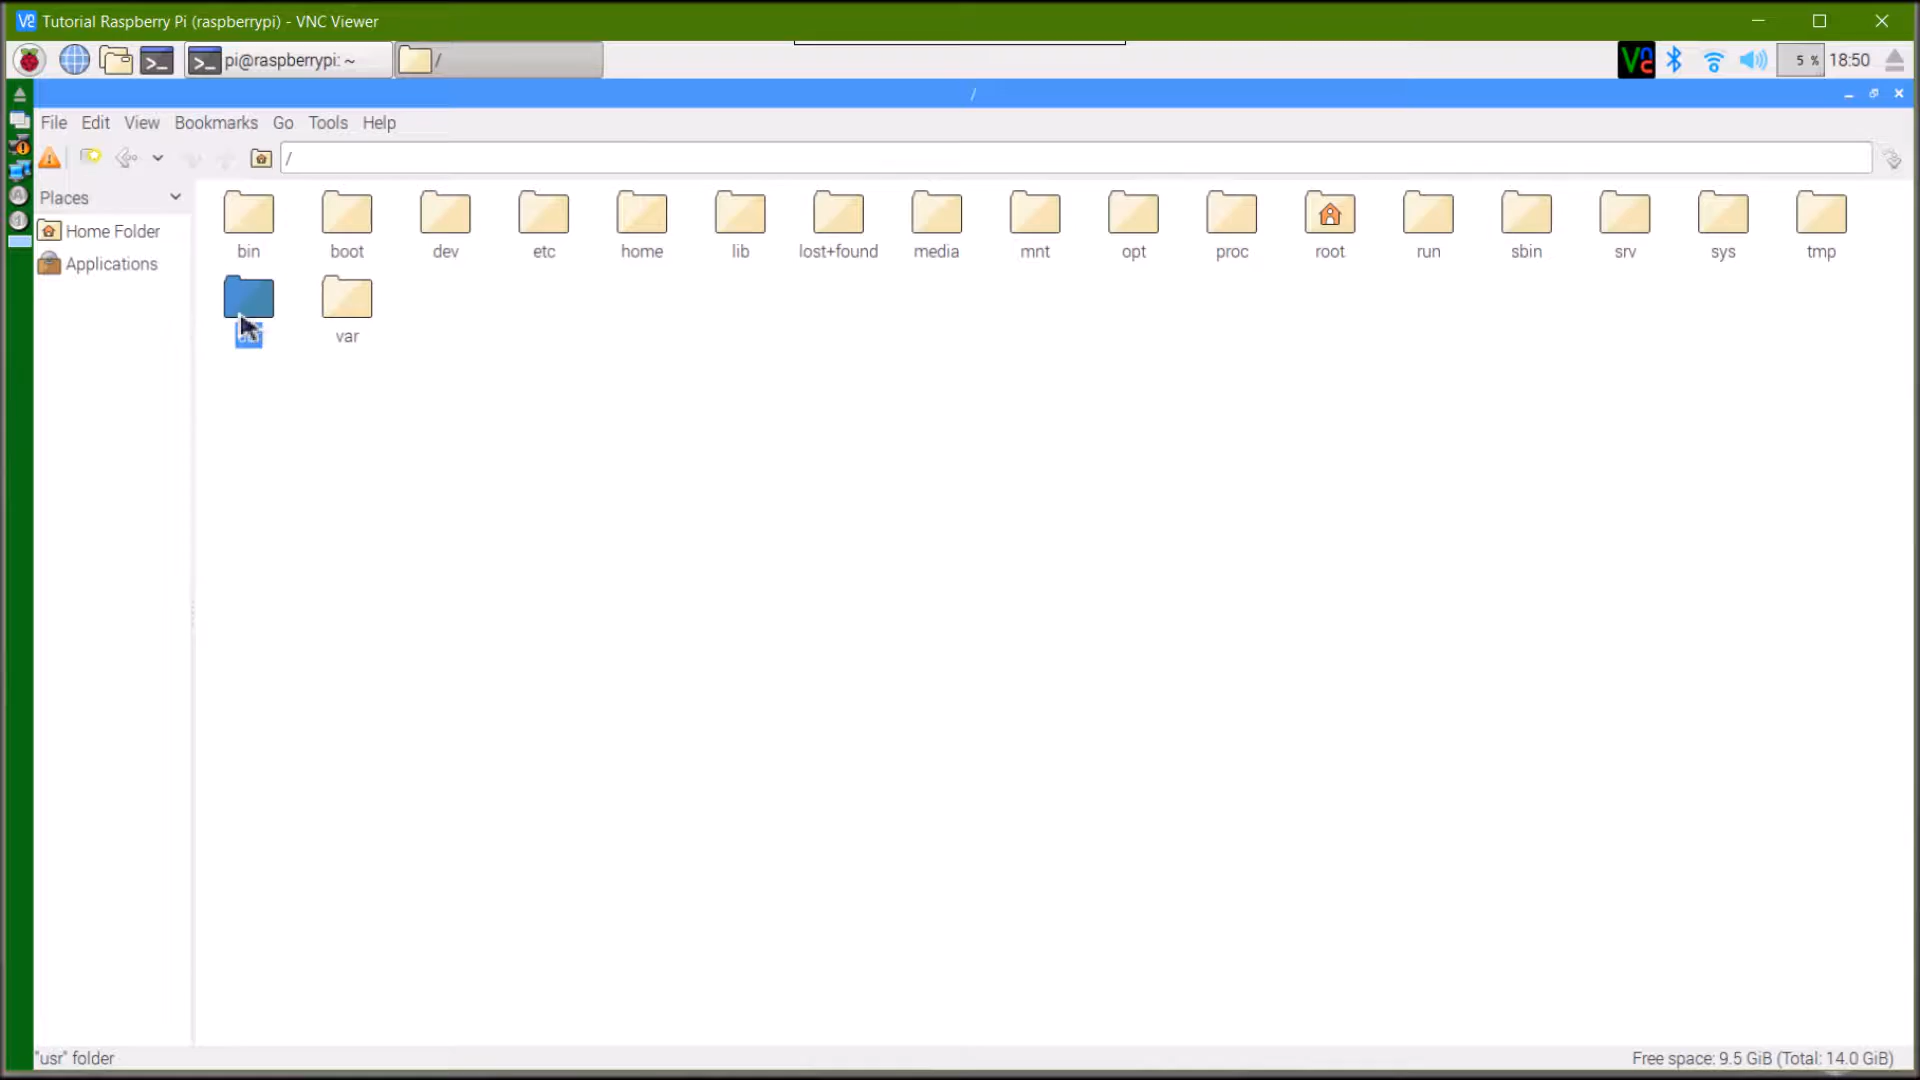 Tutorial Raspberry Pi (raspberrypi) - VNC Viewer
pi@raspberrypi: ~
/
5 %
18:50
/
File Edit View Bookmarks Go Tools Help
/
Places
Home Folder
Applications
bin boot dev etc home lib lost+found media mnt opt proc root run sbin srv sys tmp
var
"usr" folder
Free space: 9.5 GiB (Total: 14.0 GiB)